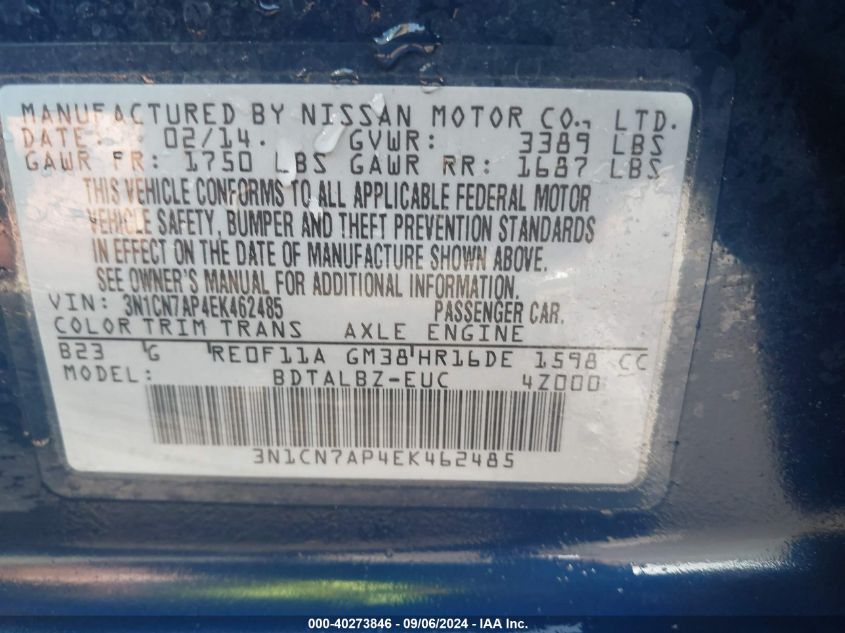 MANUFACTURED BY NISSAN MOTOR CO., LTD.
DATE: 02/14. GVWR: 3389 LBS
GAWR FR: 1750 LBS GAWR RR: 1687 LBS
THIS VEHICLE CONFORMS TO ALL APPLICABLE FEDERAL MOTOR
VEHICLE SAFETY, BUMPER AND THEFT PREVENTION STANDARDS
IN EFFECT ON THE DATE OF MANUFACTURE SHOWN ABOVE.
SEE OWNER'S MANUAL FOR ADDITIONAL INFORMATION.
VIN: 3N1CN7AP4EK462485 PASSENGER CAR.
COLOR TRIM TRANS AXLE ENGINE
B23 G RE0F11A GM38 HR16DE 1598 CC
MODEL: BDTALBZ-EUC 4Z000
3N1CN7AP4EK462485
000-40273846 - 09/06/2024 - IAA Inc.